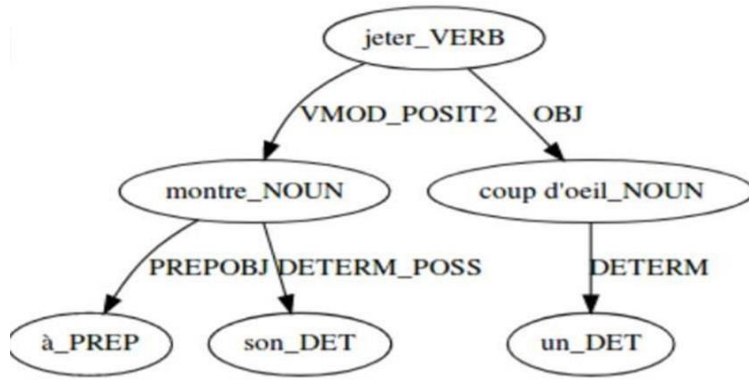 jeter_VERB
VMOD_POSIT2 OBJ
montre_NOUN coup d'oeil_NOUN
PREPOBJ DETERM_POSS DETERM
à_PREP son_DET un_DET